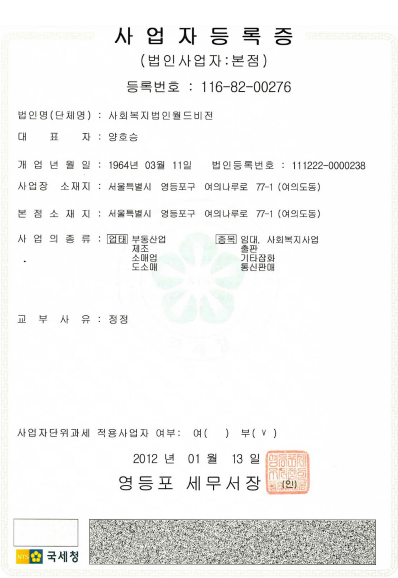 사 업 자 등 록 증
(법인사업자:본점)
등록번호 : 116-82-00276
법인명(단체명) : 사회복지법인월드비전
대 표 자 : 양호승
개 업 년 월 일 : 1964년 03월 11일 법인등록번호 : 111222-0000238
사업장 소재지 : 서울특별시 영등포구 여의나루로 77-1 (여의도동)
본 점 소 재 지 : 서울특별시 영등포구 여의나루로 77-1 (여의도동)
사 업 의 종 류 : 업태 부동산업 종목 임대, 사회복지사업
제조 출판
소매업 기타잡화
도소매 통신판매
교 부 사 유 : 정정
사업자단위과세 적용사업자 여부: 여( ) 부( v )
2012 년 01 월 13 일
영등포 세무서장 (인)
NTS 국세청